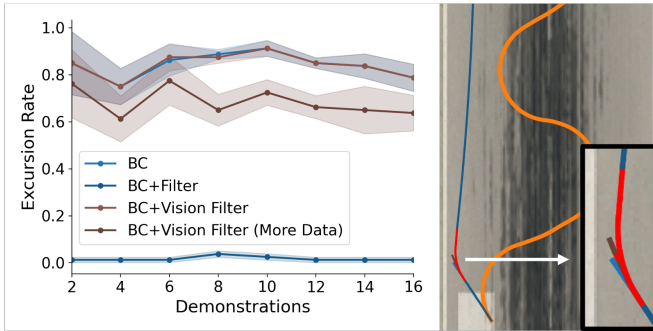 Excursion Rate
1.0
0.8
0.6
0.4
0.2
0.0
BC
BC+Filter
BC+Vision Filter
BC+Vision Filter (More Data)
2 4 6 8 10 12 14 16
Demonstrations